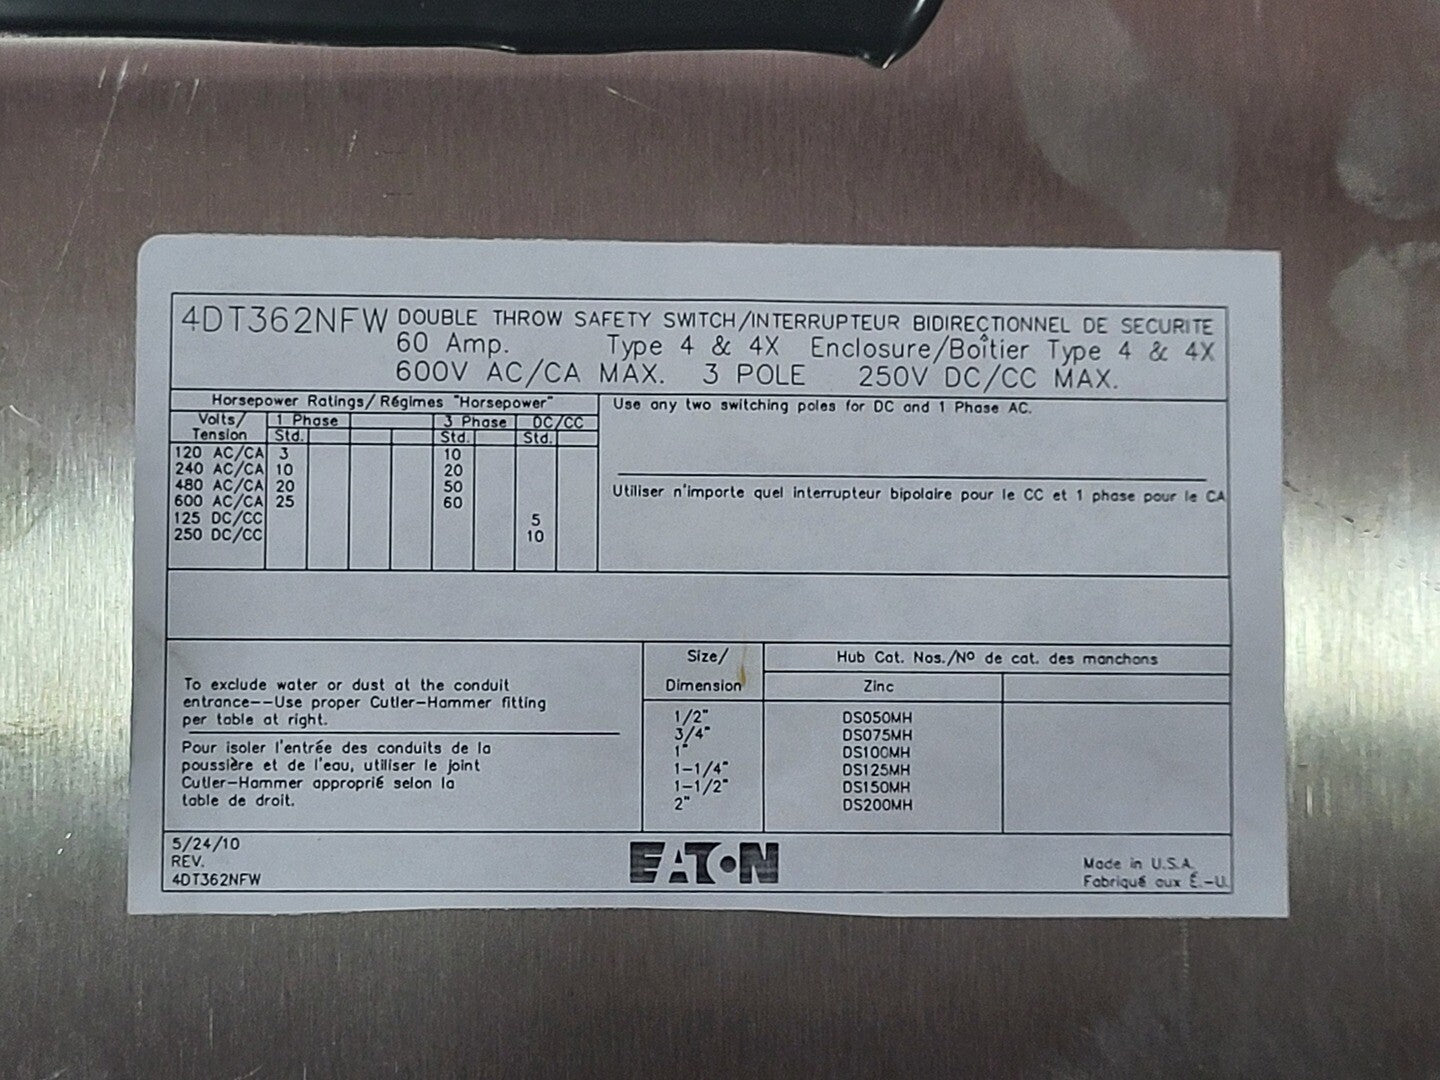 4DT362NFW DOUBLE THROW SAFETY SWITCH/INTERRUPTEUR BIDIRECTIONNEL DE SECURITE
60 Amp. Type 4 & 4X Enclosure/Boîtier Type 4 & 4X
600V AC/CA MAX. 3 POLE 250V DC/CC MAX.
Horsepower Ratings/Régimes "Horsepower"
Volts/ 1 Phase 3 Phase DC/CC
Tension Std. Std. Std.
120 AC/CA 3 10
240 AC/CA 10 20
480 AC/CA 20 50
600 AC/CA 25 60
125 DC/CC 5
250 DC/CC 10
Use any two switching poles for DC and 1 Phase AC.
Utiliser n'importe quel interrupteur bipolaire pour le CC et 1 phase pour le CA
To exclude water or dust at the conduit
entrance--Use proper Cutler-Hammer fitting
per table at right.
Pour isoler l'entrée des conduits de la
poussière et de l'eau, utiliser le joint
Cutler-Hammer approprié selon la
table de droit.
Size/ Hub Cat. Nos./Nº de cat. des manchons
Dimension Zinc
1/2" DS050MH
3/4" DS075MH
1" DS100MH
1-1/4" DS125MH
1-1/2" DS150MH
2" DS200MH
5/24/10
REV.
4DT362NFW
EATON
Made in U.S.A.
Fabriqué aux É.-U.